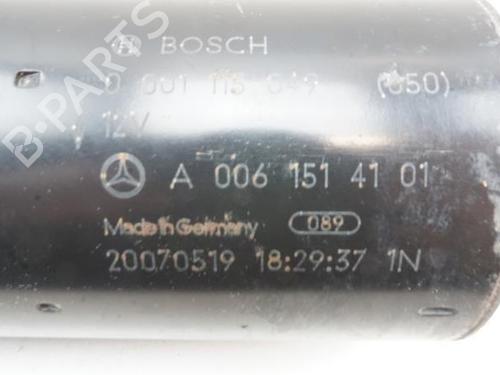 BOSCH
0 001 115 049 (050)
12V
A 006 151 41 01
Made in Germany 089
20070519 18:29:37 1N
B-PARTS